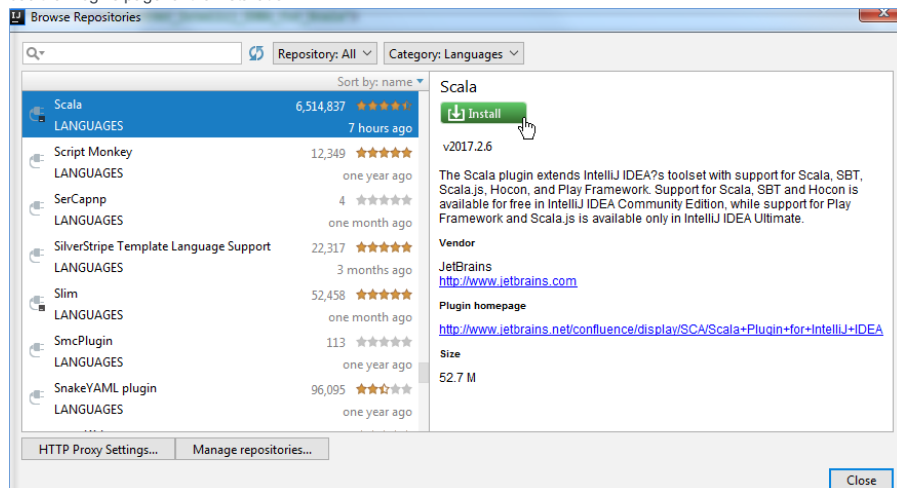 Browse Repositories
Repository: All
Category: Languages
Sort by: name
Scala
6,514,837
LANGUAGES
7 hours ago
Script Monkey
12,349
LANGUAGES
one year ago
SerCapnp
4
LANGUAGES
one month ago
SilverStripe Template Language Support
22,317
LANGUAGES
3 months ago
Slim
52,458
LANGUAGES
one month ago
SmcPlugin
113
LANGUAGES
one year ago
SnakeYAML plugin
96,095
LANGUAGES
one year ago
Scala
Install
v2017.2.6
The Scala plugin extends IntelliJ IDEA?s toolset with support for Scala, SBT,
Scala.js, Hocon, and Play Framework. Support for Scala, SBT and Hocon is
available for free in IntelliJ IDEA Community Edition, while support for Play
Framework and Scala.js is available only in IntelliJ IDEA Ultimate.
Vendor
JetBrains
http://www.jetbrains.com
Plugin homepage
http://www.jetbrains.net/confluence/display/SCA/Scala+Plugin+for+IntelliJ+IDEA
Size
52.7 M
HTTP Proxy Settings...
Manage repositories...
Close